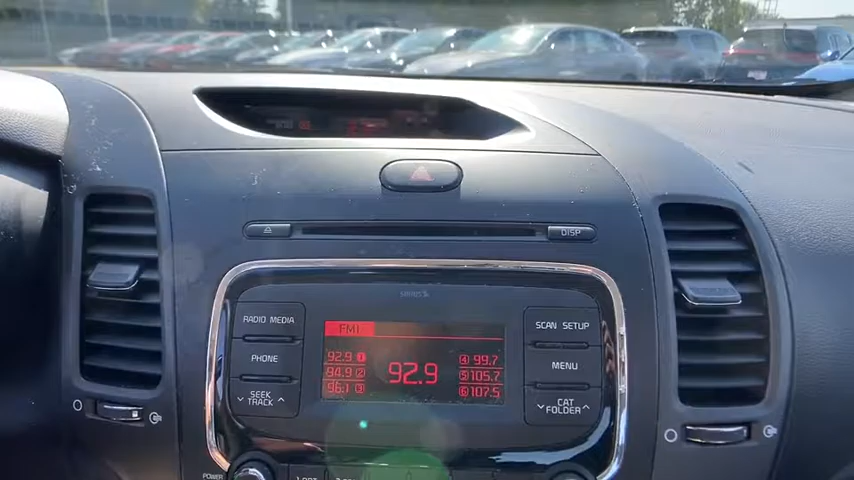 DISP
SIRIUS
RADIO MEDIA
PHONE
SEEK
TRACK
FM1
92.9 1
94.9 2
96.1 3
92.9
4 99.7
5 105.7
6 107.5
SCAN SETUP
MENU
CAT
FOLDER
POWER